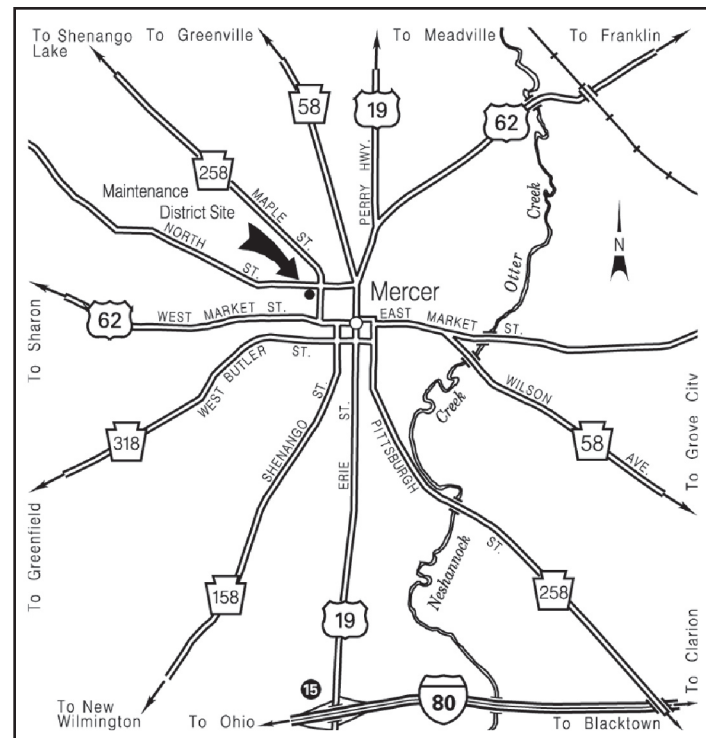 To Shenango
Lake
To Greenville
To Meadville
To Franklin
58
19
62
258
PERRY HWY.
Maintenance
District Site
MAPLE ST.
NORTH ST.
Otter Creek
N
Mercer
To Sharon
62
WEST MARKET ST.
EAST MARKET ST.
WEST BUTLER ST.
WILSON AVE.
58
To Grove City
318
SHENANGO ST.
ERIE ST.
PITTSBURGH ST.
Neshannock Creek
To Greenfield
158
19
258
15
80
To Clarion
To New
Wilmington
To Ohio
To Blacktown